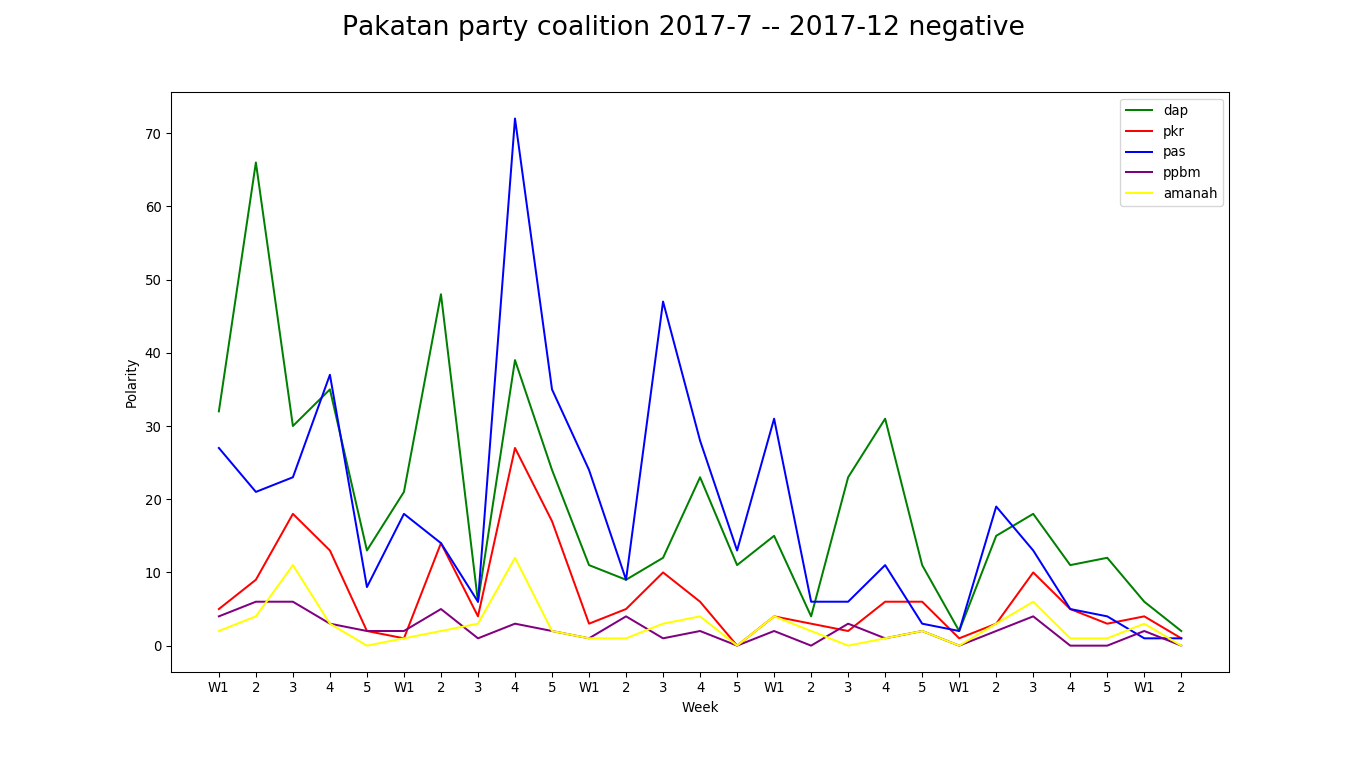 Pakatan party coalition 2017-7 -- 2017-12 negative
dap
pkr
pas
ppbm
amanah
70
60
50
40
30
20
10
0
Polarity
W1 2 3 4 5 W1 2 3 4 5 W1 2 3 4 5 W1 2 3 4 5 W1 2 3 4 5 W1 2
Week